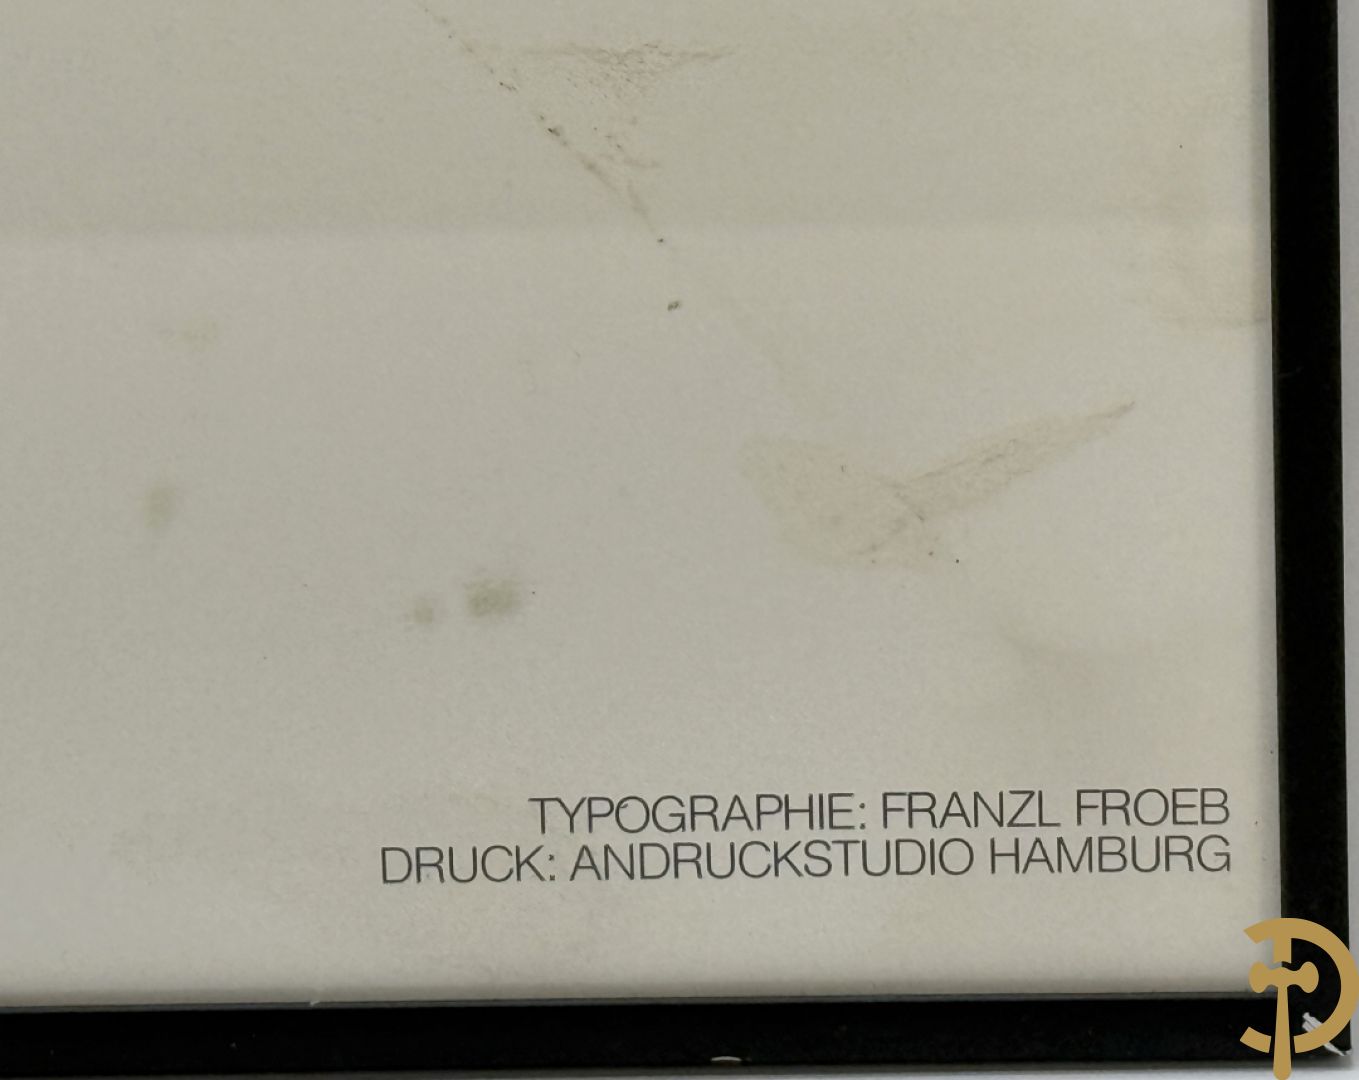 TYPOGRAPHIE: FRANZL FROEB
DRUCK: ANDRUCKSTUDIO HAMBURG